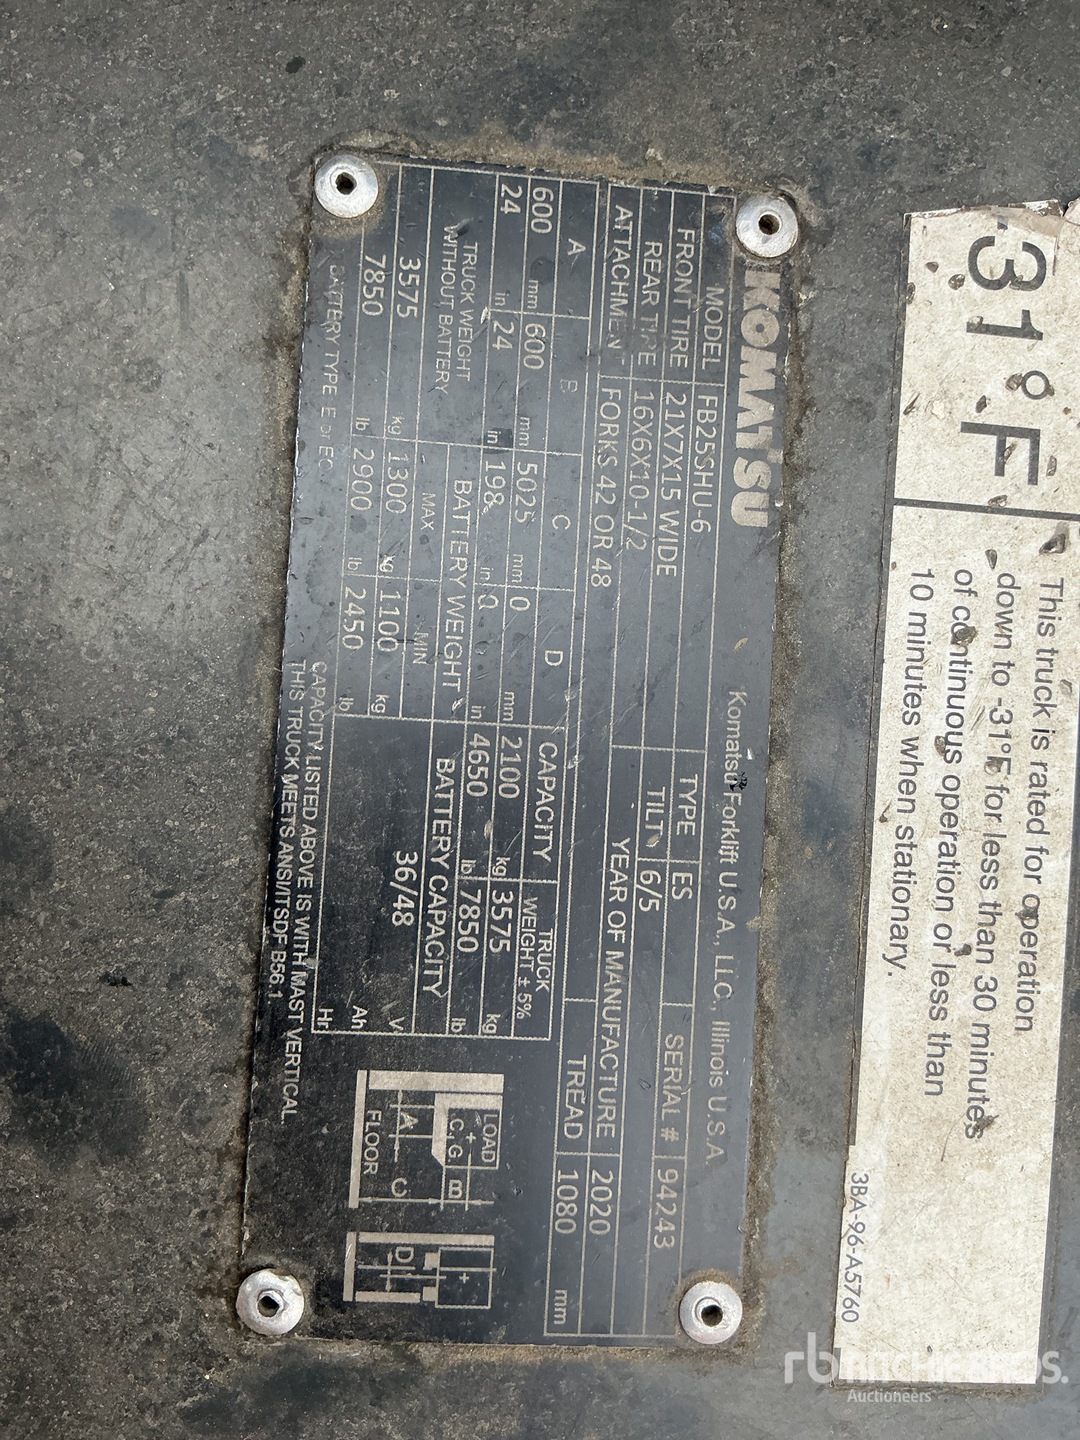 -31°F
This truck is rated for operation
down to -31°F for less than 30 minutes
of continuous operation or less than
10 minutes when stationary.
3BA-96-A5760
KOMATSU Komatsu Forklift U.S.A., LLC, Illinois U.S.A.
MODEL FB25SHU-6 TYPE ES SERIAL # 94243
FRONT TIRE 21X7X15 WIDE TILT 6/5 YEAR OF MANUFACTURE 2020
REAR TIRE 16X6X10-1/2 TREAD 1080 mm
ATTACHMENT FORKS 42 OR 48
A B C D CAPACITY TRUCK
WEIGHT ± 5%
600 mm 600 mm 5025 mm 0 mm 2100 kg 3575 kg
24 in 24 in 198 in 0 in 4650 lb 7850 lb
TRUCK WEIGHT
WITHOUT BATTERY
BATTERY WEIGHT
BATTERY CAPACITY
MAX MIN
3575 kg 1300 kg 1100 kg 36/48 V
7850 lb 2900 lb 2450 lb Ah
BATTERY TYPE E or EO Hr
CAPACITY LISTED ABOVE IS WITH MAST VERTICAL
THIS TRUCK MEETS ANSI/ITSDF B56.1
LOAD
+
C.G.
A B C
FLOOR
+
D
rb RITCHIE BROS.
Auctioneers